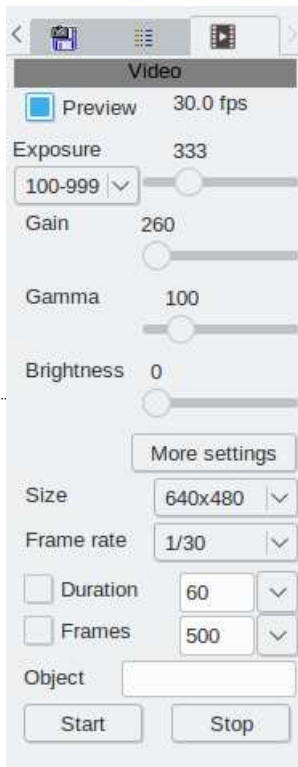 Video
Preview 30.0 fps
Exposure 333
100-999
Gain 260
Gamma 100
Brightness 0
More settings
Size 640x480
Frame rate 1/30
Duration 60
Frames 500
Object
Start Stop